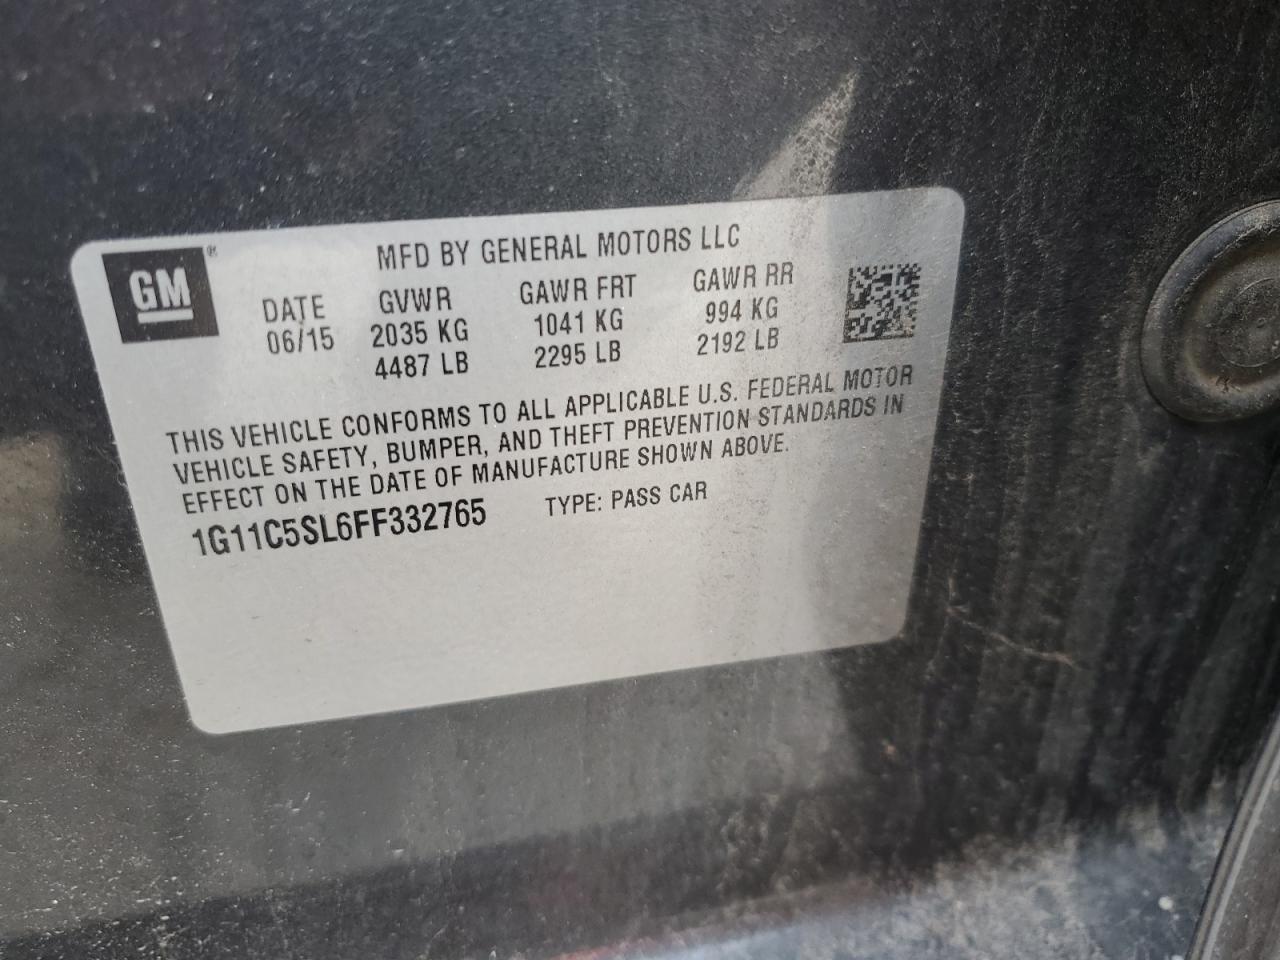 GM®
MFD BY GENERAL MOTORS LLC
DATE GVWR GAWR FRT GAWR RR
06/15 2035 KG 1041 KG 994 KG
4487 LB 2295 LB 2192 LB
THIS VEHICLE CONFORMS TO ALL APPLICABLE U.S. FEDERAL MOTOR
VEHICLE SAFETY, BUMPER, AND THEFT PREVENTION STANDARDS IN
EFFECT ON THE DATE OF MANUFACTURE SHOWN ABOVE.
1G11C5SL6FF332765 TYPE: PASS CAR